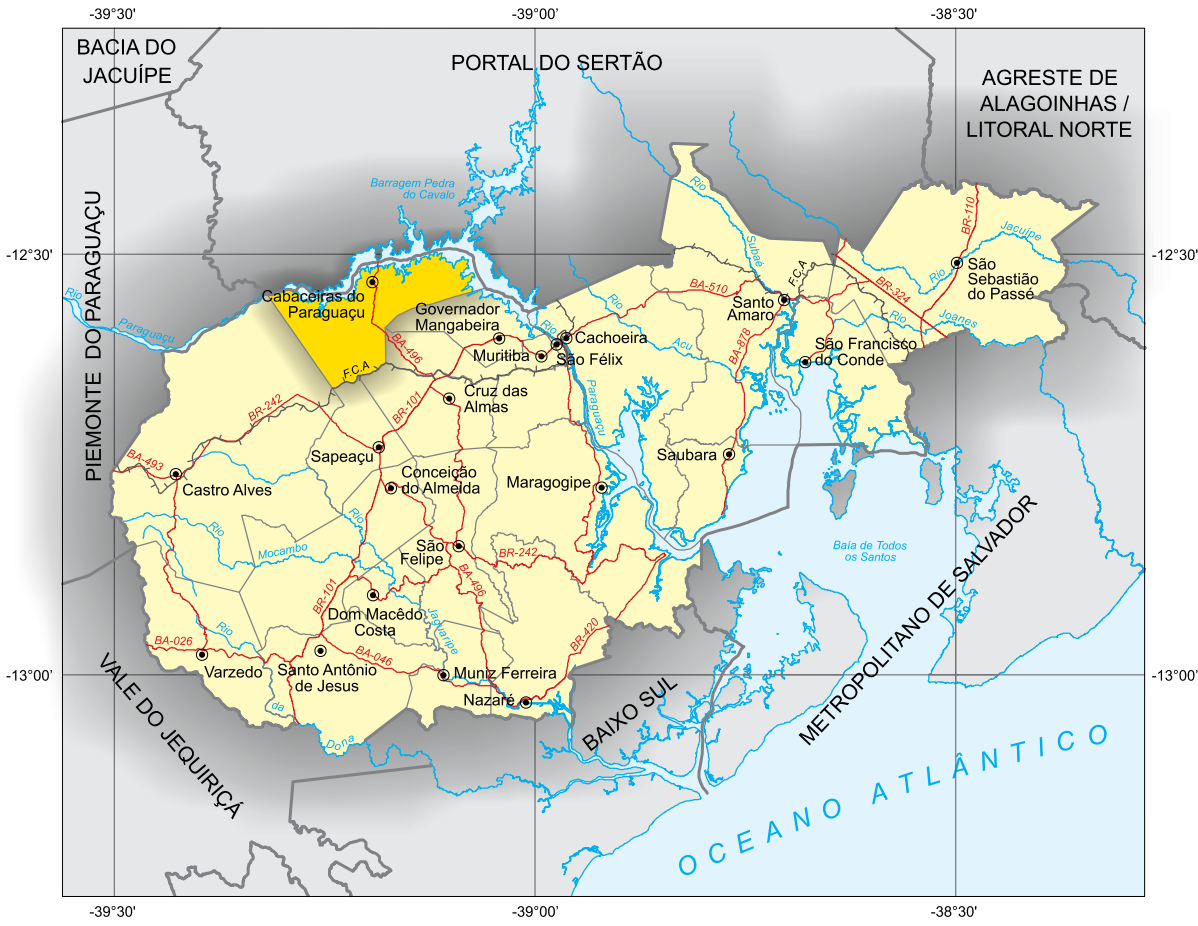 -39°30'
-39°00'
-38°30'
BACIA DO
JACUÍPE
PORTAL DO SERTÃO
AGRESTE DE
ALAGOINHAS /
LITORAL NORTE
Barragem Pedra
do Cavalo
PIEMONTE DO PARAGUAÇU
-12°30'
-12°30'
Rio
Subaé
BR-110
Jacuípe
Rio
São
Sebastião
do Passé
Rio
Paraguaçu
Cabaceiras do
Paraguaçu
Governador
Mangabeira
BA-510
Rio
Santo
Amaro
F.C.A
BR-324
Rio
Joanes
Rio
Cachoeira
Muritiba
São Félix
Acu
BA-878
São Francisco
do Conde
BA-496
F.C.A
BR-242
BR-101
Cruz das
Almas
Paraguaçu
Sapeaçu
Saubara
BA-493
Castro Alves
Conceição
do Almeida
Maragogipe
Rio
Rio
Mocambo
São
Felipe
BR-242
Baía de Todos
os Santos
BR-101
BA-496
Dom Macêdo
Costa
Jaguaripe
Rio
BR-420
BA-026
BA-046
METROPOLITANO DE SALVADOR
-13°00'
-13°00'
Varzedo
Santo Antônio
de Jesus
Muniz Ferreira
Nazaré
VALE DO JEQUIRIÇÁ
da
Dona
BAIXO SUL
OCEANO ATLÂNTICO
-39°30'
-39°00'
-38°30'